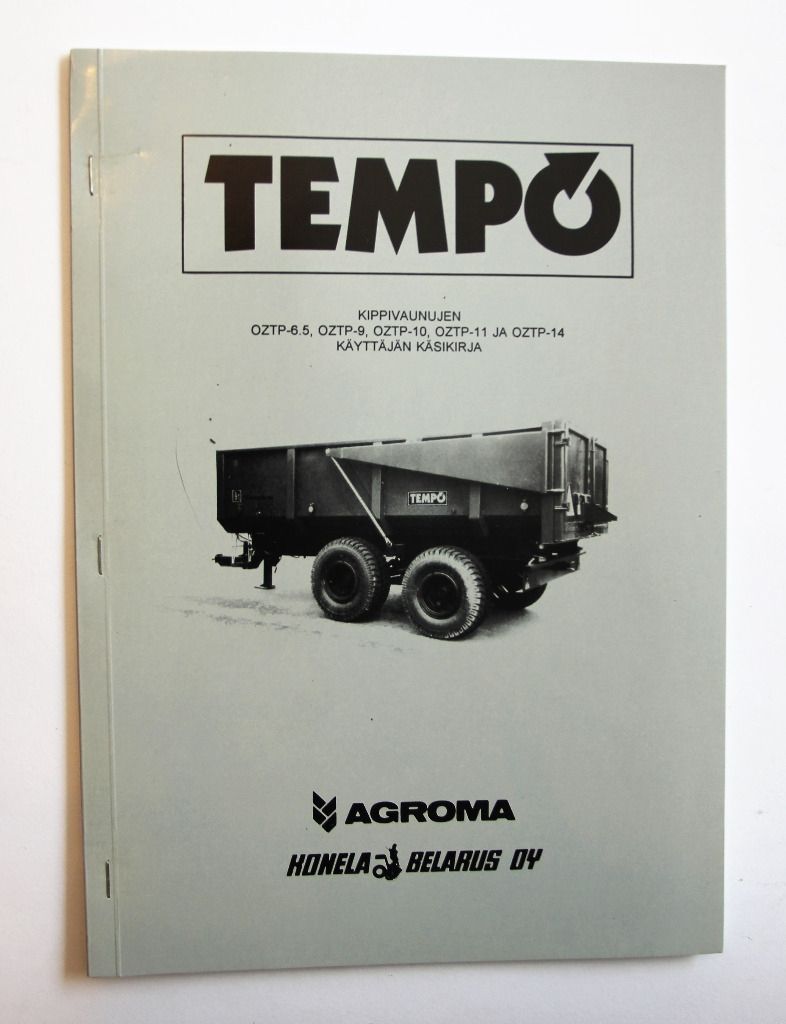 TEMPO
KIPPIVAUNUJEN
OZTP-6.5, OZTP-9, OZTP-10, OZTP-11 JA OZTP-14
KÄYTTÄJÄN KÄSIKIRJA
TEMPO
AGROMA
KONELA BELARUS OY